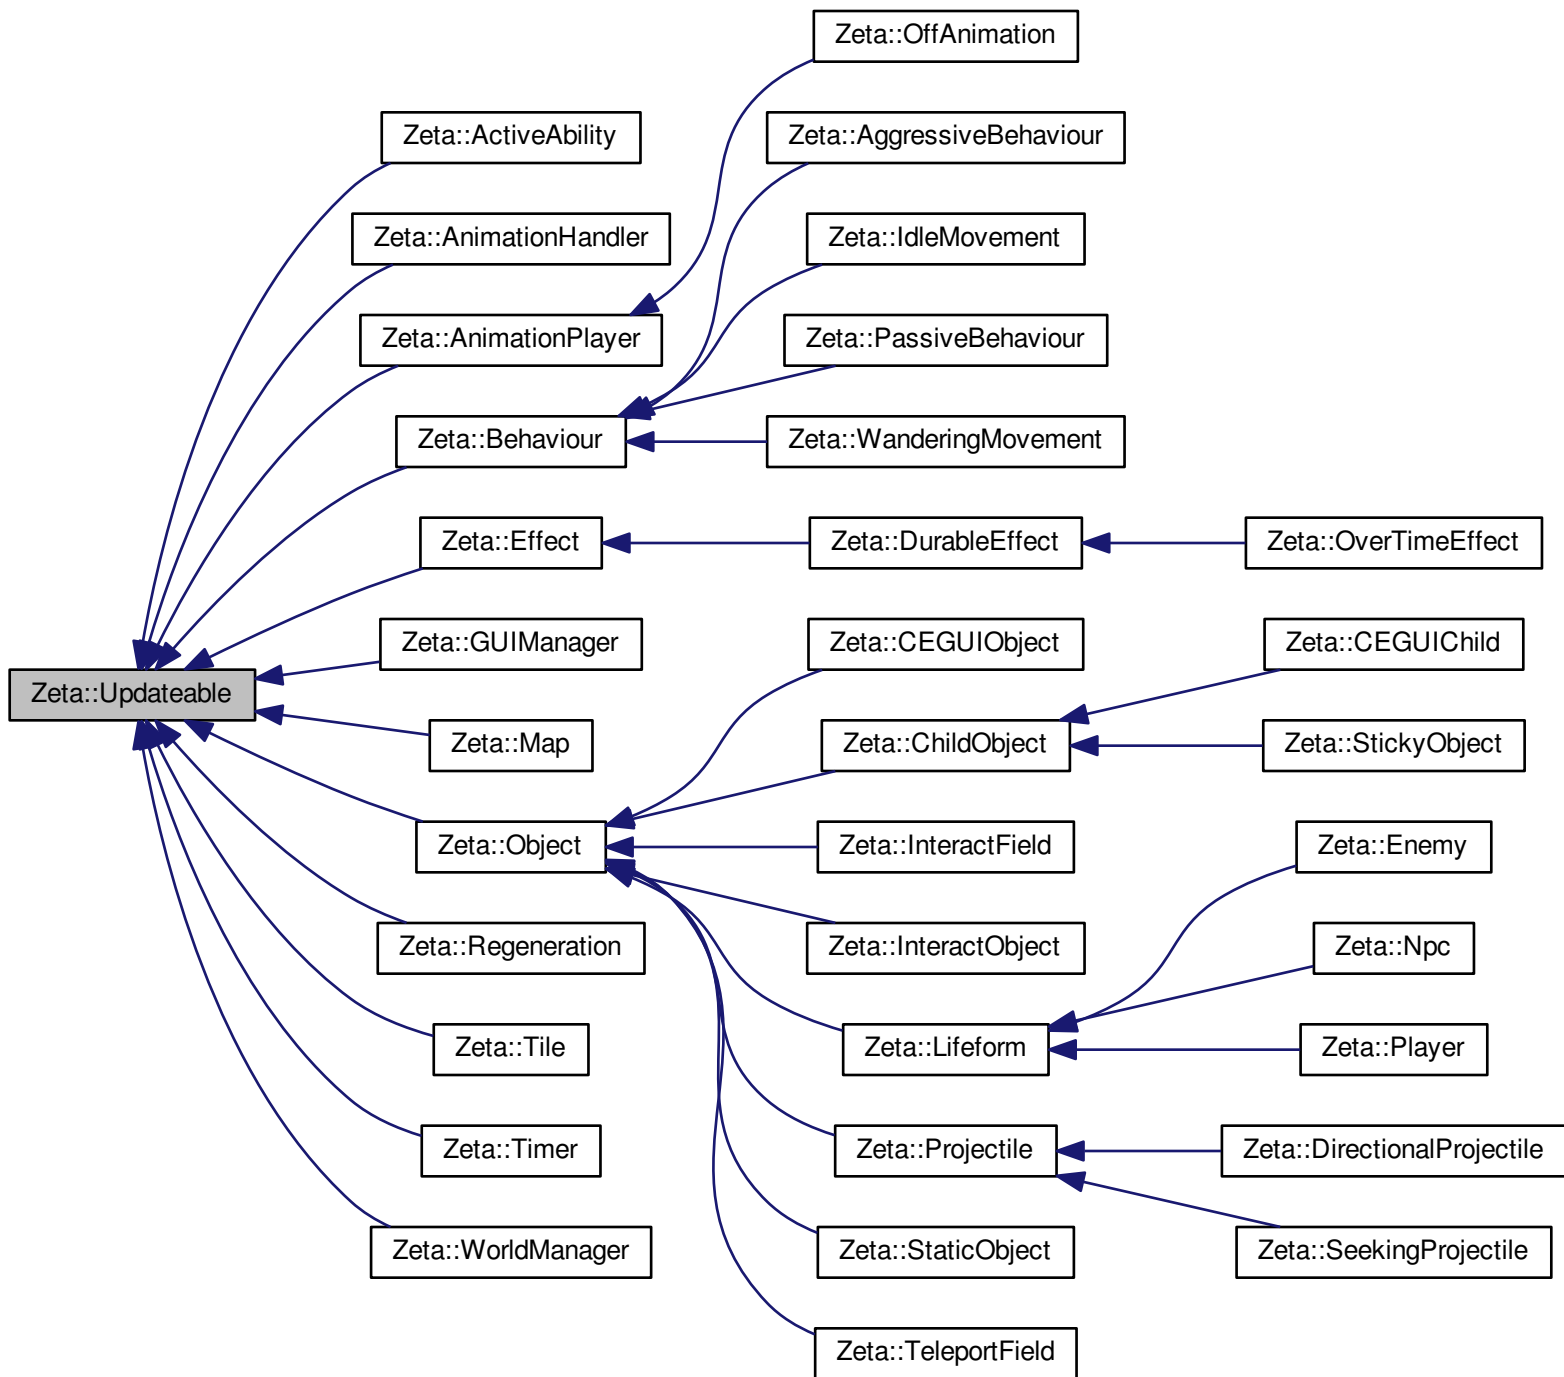 Zeta::OffAnimation
Zeta::ActiveAbility
Zeta::AggressiveBehaviour
Zeta::AnimationHandler
Zeta::IdleMovement
Zeta::AnimationPlayer
Zeta::PassiveBehaviour
Zeta::Behaviour
Zeta::WanderingMovement
Zeta::Effect
Zeta::DurableEffect
Zeta::OverTimeEffect
Zeta::GUIManager
Zeta::CEGUIObject
Zeta::CEGUIChild
Zeta::Updateable
Zeta::Map
Zeta::ChildObject
Zeta::StickyObject
Zeta::Object
Zeta::InteractField
Zeta::Enemy
Zeta::Regeneration
Zeta::InteractObject
Zeta::Npc
Zeta::Tile
Zeta::Lifeform
Zeta::Player
Zeta::Timer
Zeta::Projectile
Zeta::DirectionalProjectile
Zeta::WorldManager
Zeta::StaticObject
Zeta::SeekingProjectile
Zeta::TeleportField